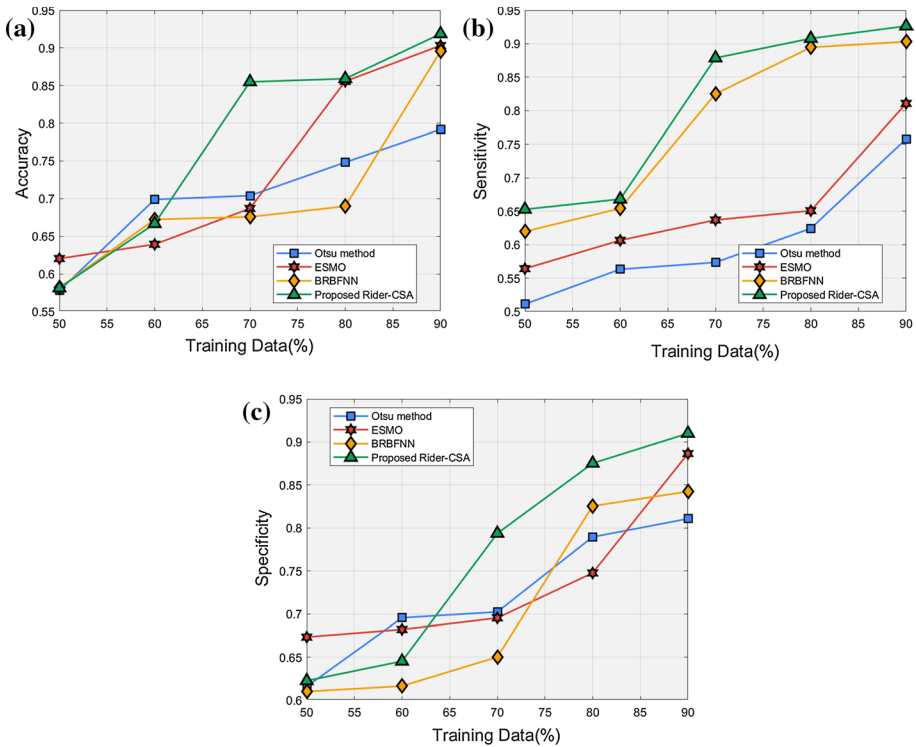 (a)
0.95
0.9
0.85
0.8
0.75
0.7
0.65
0.6
0.55
Accuracy
50 55 60 65 70 75 80 85 90
Training Data(%)
Otsu method
ESMO
BRBFNN
Proposed Rider-CSA
(b)
0.95
0.9
0.85
0.8
0.75
0.7
0.65
0.6
0.55
0.5
Sensitivity
50 55 60 65 70 75 80 85 90
Training Data(%)
Otsu method
ESMO
BRBFNN
Proposed Rider-CSA
(c)
0.95
0.9
0.85
0.8
0.75
0.7
0.65
0.6
Specificity
50 55 60 65 70 75 80 85 90
Training Data(%)
Otsu method
ESMO
BRBFNN
Proposed Rider-CSA